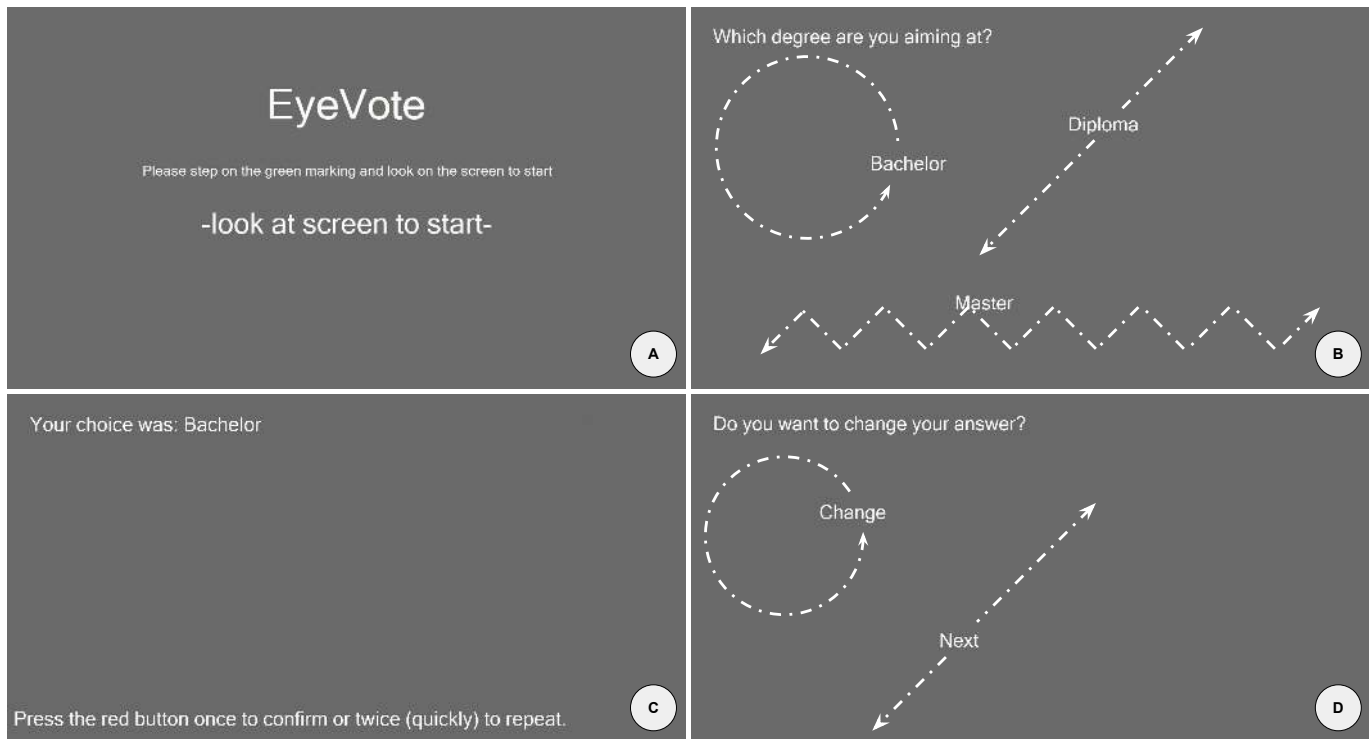 EyeVote
Please step on the green marking and look on the screen to start
-look at screen to start-
A
Which degree are you aiming at?
Diploma
Bachelor
Master
B
Your choice was: Bachelor
Press the red button once to confirm or twice (quickly) to repeat.
C
Do you want to change your answer?
Change
Next
D